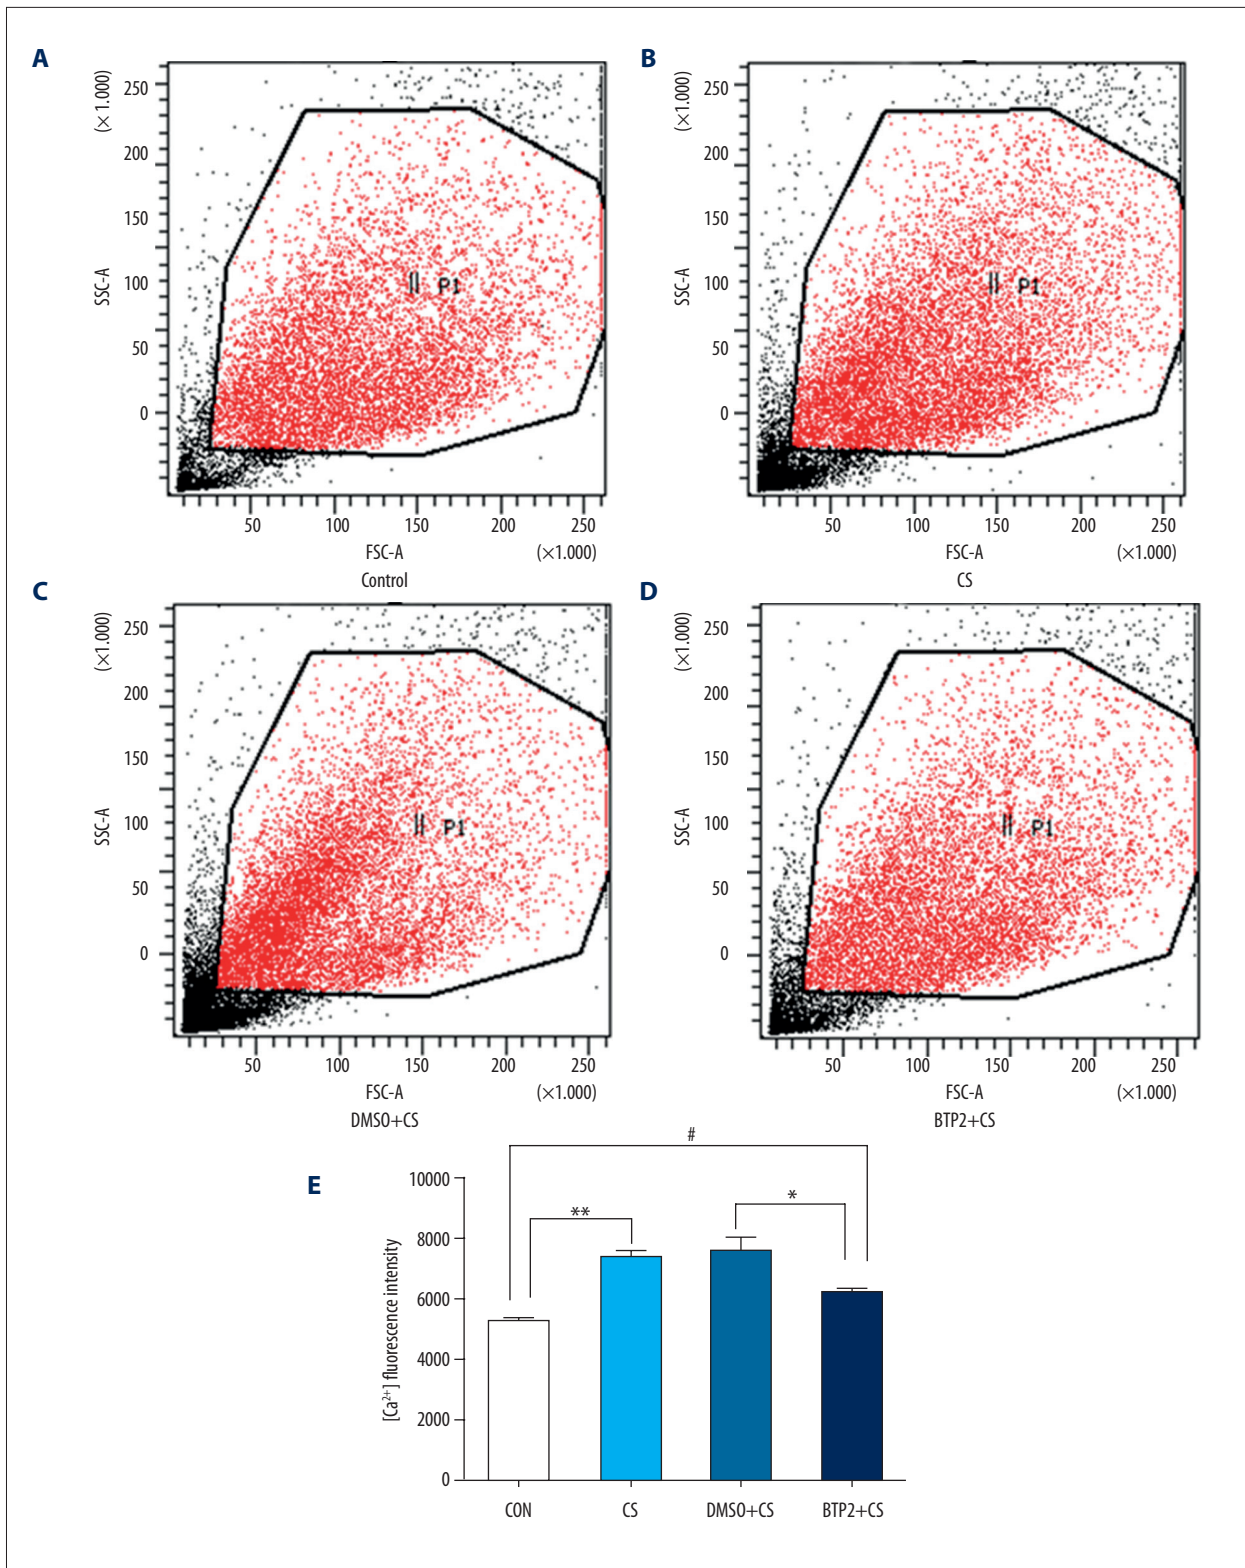 A
(×1.000)
250
200
150
100
50
0
SSC-A
P1
50 100 150 200 250
FSC-A (×1.000)
Control
B
(×1.000)
250
200
150
100
50
0
SSC-A
P1
50 100 150 200 250
FSC-A (×1.000)
CS
C
(×1.000)
250
200
150
100
50
0
SSC-A
P1
50 100 150 200 250
FSC-A (×1.000)
DMSO+CS
D
(×1.000)
250
200
150
100
50
0
SSC-A
P1
50 100 150 200 250
FSC-A (×1.000)
BTP2+CS
E
#
**
*
[Ca²⁺] fluorescence intensity
10000
8000
6000
4000
2000
0
CON CS DMSO+CS BTP2+CS